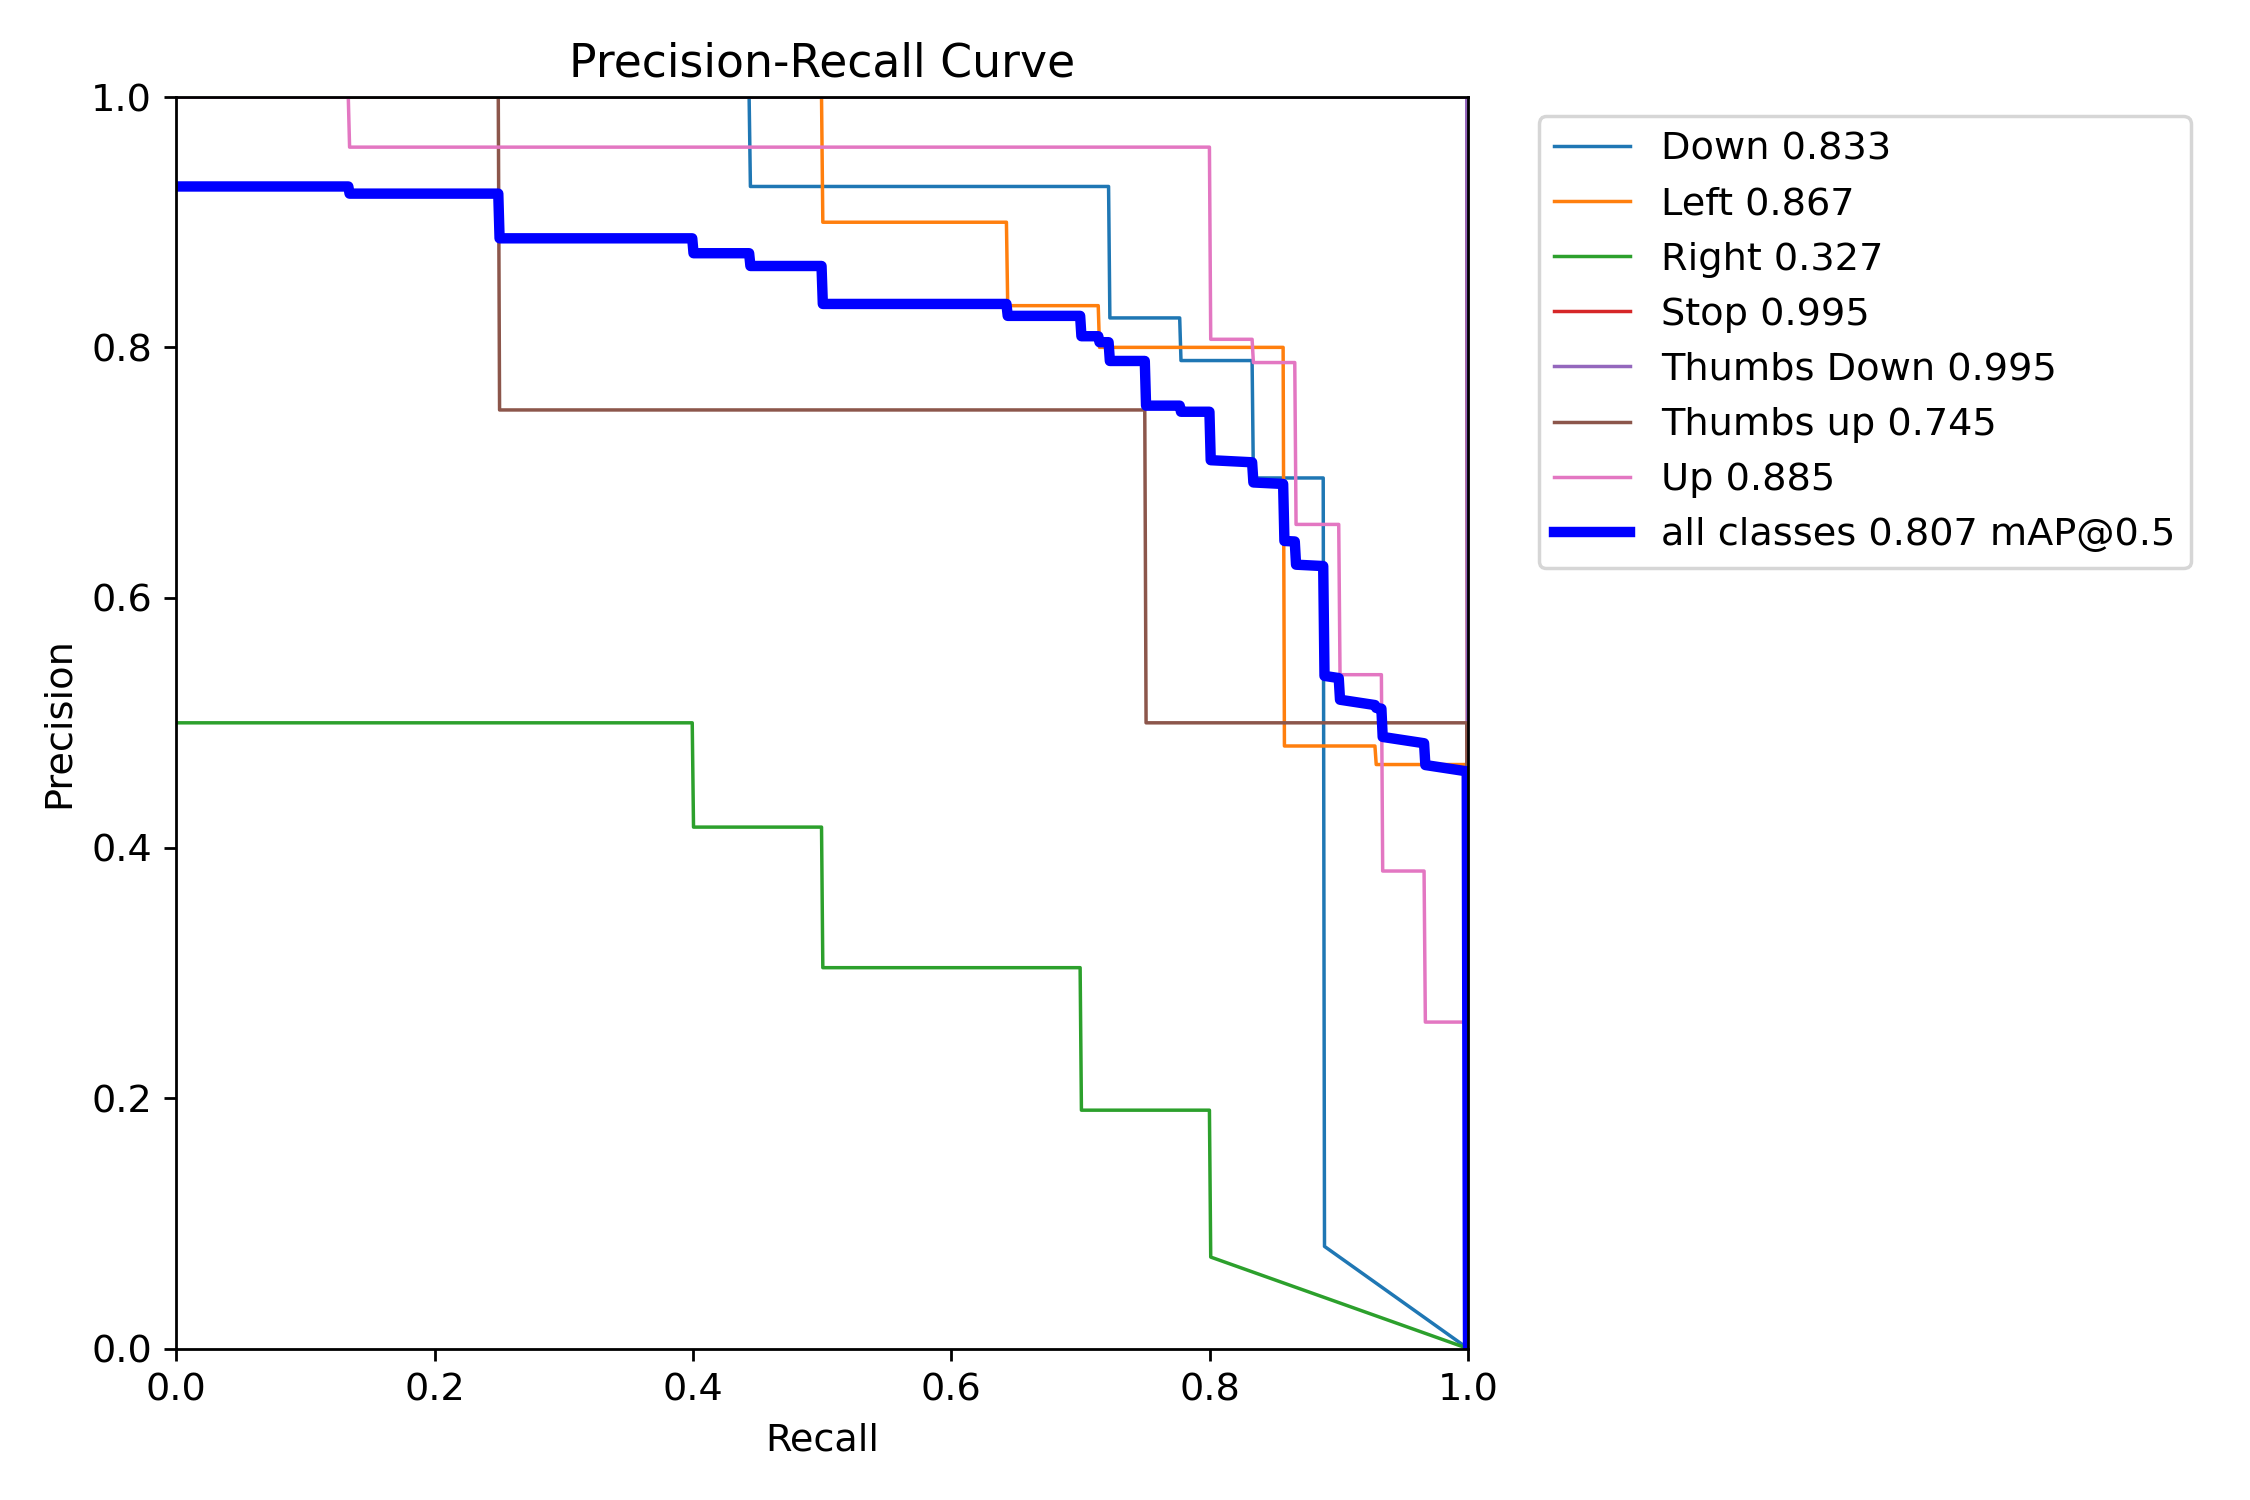 Precision-Recall Curve
1.0
0.8
0.6
0.4
0.2
0.0
Precision
0.0 0.2 0.4 0.6 0.8 1.0
Recall
Down 0.833
Left 0.867
Right 0.327
Stop 0.995
Thumbs Down 0.995
Thumbs up 0.745
Up 0.885
all classes 0.807 mAP@0.5